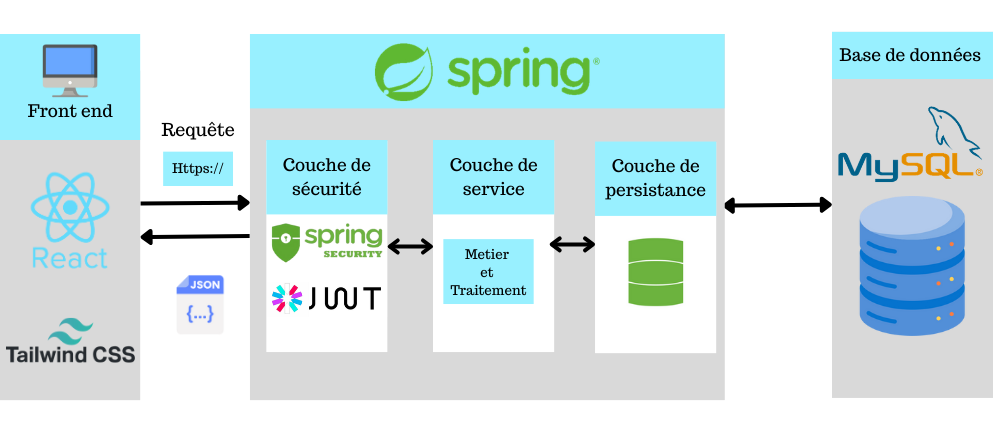 Front end
React
Tailwind CSS
Requête
Https://
JSON
{...}
spring®
Couche de
sécurité
spring
SECURITY
JWT
Couche de
service
Metier
et
Traitement
Couche de
persistance
Base de données
MySQL®